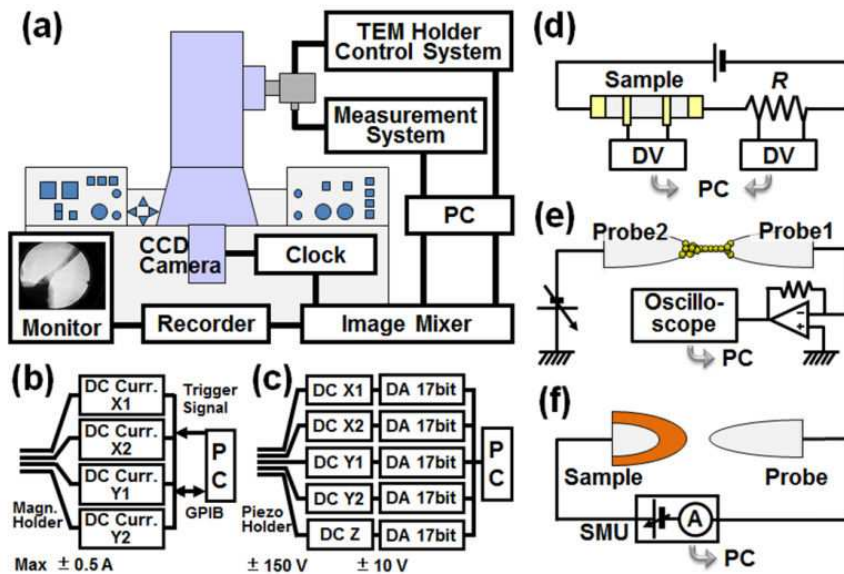 (a)
TEM Holder
Control System
Measurement
System
PC
CCD
Camera
Clock
Monitor
Recorder
Image Mixer
(b)
DC Curr.
X1
DC Curr.
X2
DC Curr.
Y1
DC Curr.
Y2
Trigger
Signal
P
C
GPIB
Magn.
Holder
Max ± 0.5 A
(c)
DC X1
DA 17bit
DC X2
DA 17bit
DC Y1
DA 17bit
DC Y2
DA 17bit
DC Z
DA 17bit
P
C
Piezo
Holder
± 150 V
± 10 V
(d)
Sample
R
DV
DV
PC
(e)
Probe2
Probe1
Oscillo-
scope
−
+
PC
(f)
Sample
Probe
SMU
A
PC